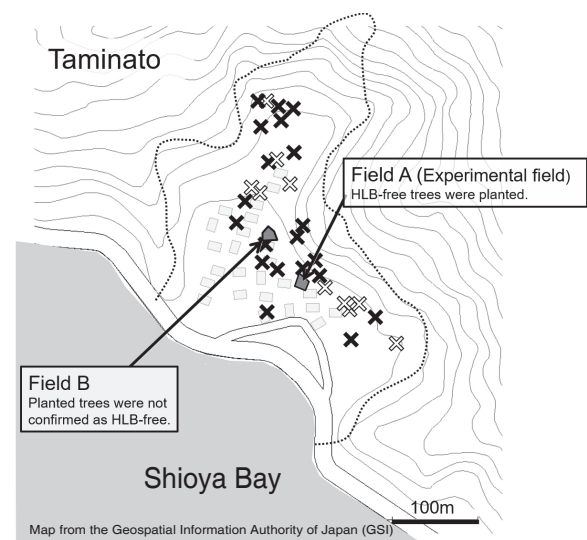 Taminato
Field A (Experimental field)
HLB-free trees were planted.
Field B
Planted trees were not
confirmed as HLB-free.
Shioya Bay
100m
Map from the Geospatial Information Authority of Japan (GSI)